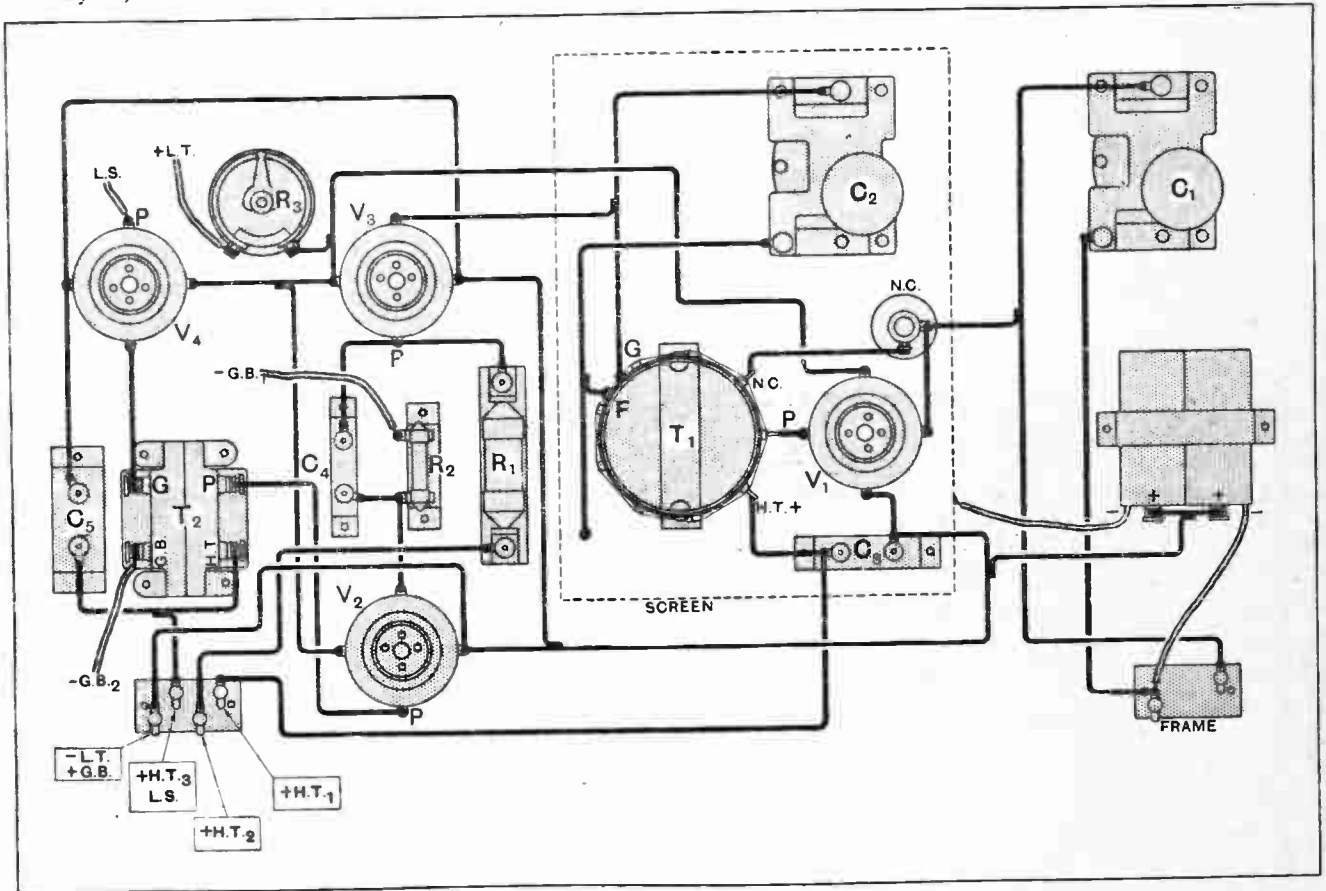 L.S.
+L.T.
P
R3
V3
V4
C2
C1
N.C.
-G.B.1
P
G
F
T1
N.C.
P
V1
H.T.+
C4
R2
R1
C5
G
P
T2
G.B.
H.T.
+ +
- -
SCREEN
V2
-G.B.2
P
FRAME
-L.T.
+G.B.
+H.T.3
L.S.
+H.T.2
+H.T.1